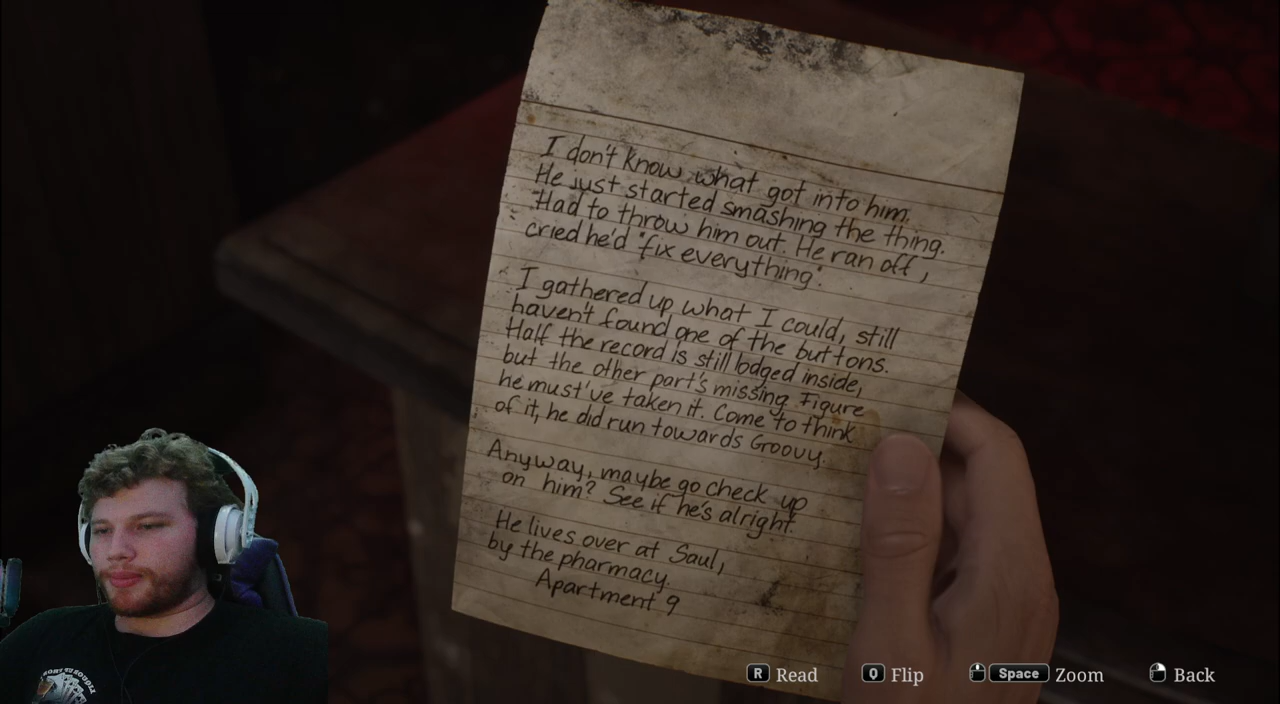 I don't know what got into him.
He just started smashing the thing.
Had to throw him out. He ran off,
cried he'd "fix everything".
I gathered up what I could, still
haven't found one of the buttons.
Half the record is still lodged inside,
but the other part's missing. Figure
he must've taken it. Come to think
of it, he did run towards Groovy.
Anyway, maybe go check up
on him? See if he's alright.
He lives over at Saul,
by the pharmacy.
Apartment 9
R Read
Q Flip
Space Zoom
Back